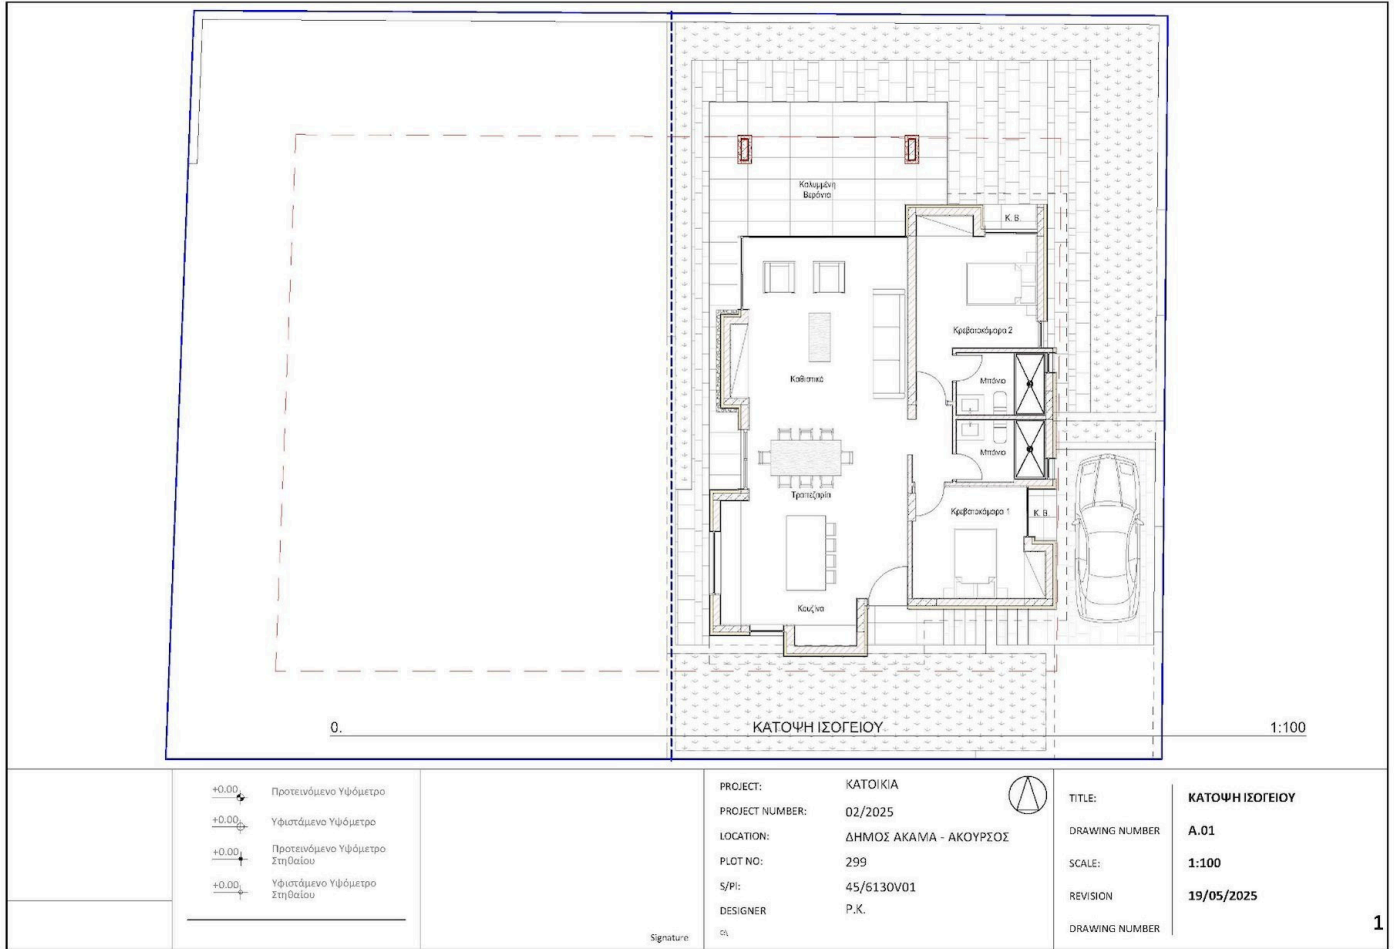 Καλυμμένη
Βεράντα
Κ.Β.
Κρεβατοκάμαρα 2
Καθιστικό
Μπάνιο
Μπάνιο
Τραπεζαρία
Κρεβατοκάμαρα 1
Κ.Β.
Κουζίνα
0.
ΚΑΤΟΨΗ ΙΣΟΓΕΙΟΥ
1:100
+0.00
Προτεινόμενο Υψόμετρο
+0.00
Υφιστάμενο Υψόμετρο
+0.00
Προτεινόμενο Υψόμετρο
Στηθαίου
+0.00
Υφιστάμενο Υψόμετρο
Στηθαίου
Signature
PROJECT: ΚΑΤΟΙΚΙΑ
PROJECT NUMBER: 02/2025
LOCATION: ΔΗΜΟΣ ΑΚΑΜΑ - ΑΚΟΥΡΣΟΣ
PLOT NO: 299
S/Pl: 45/6130V01
DESIGNER P.K.
TITLE: ΚΑΤΟΨΗ ΙΣΟΓΕΙΟΥ
DRAWING NUMBER A.01
SCALE: 1:100
REVISION 19/05/2025
DRAWING NUMBER
1